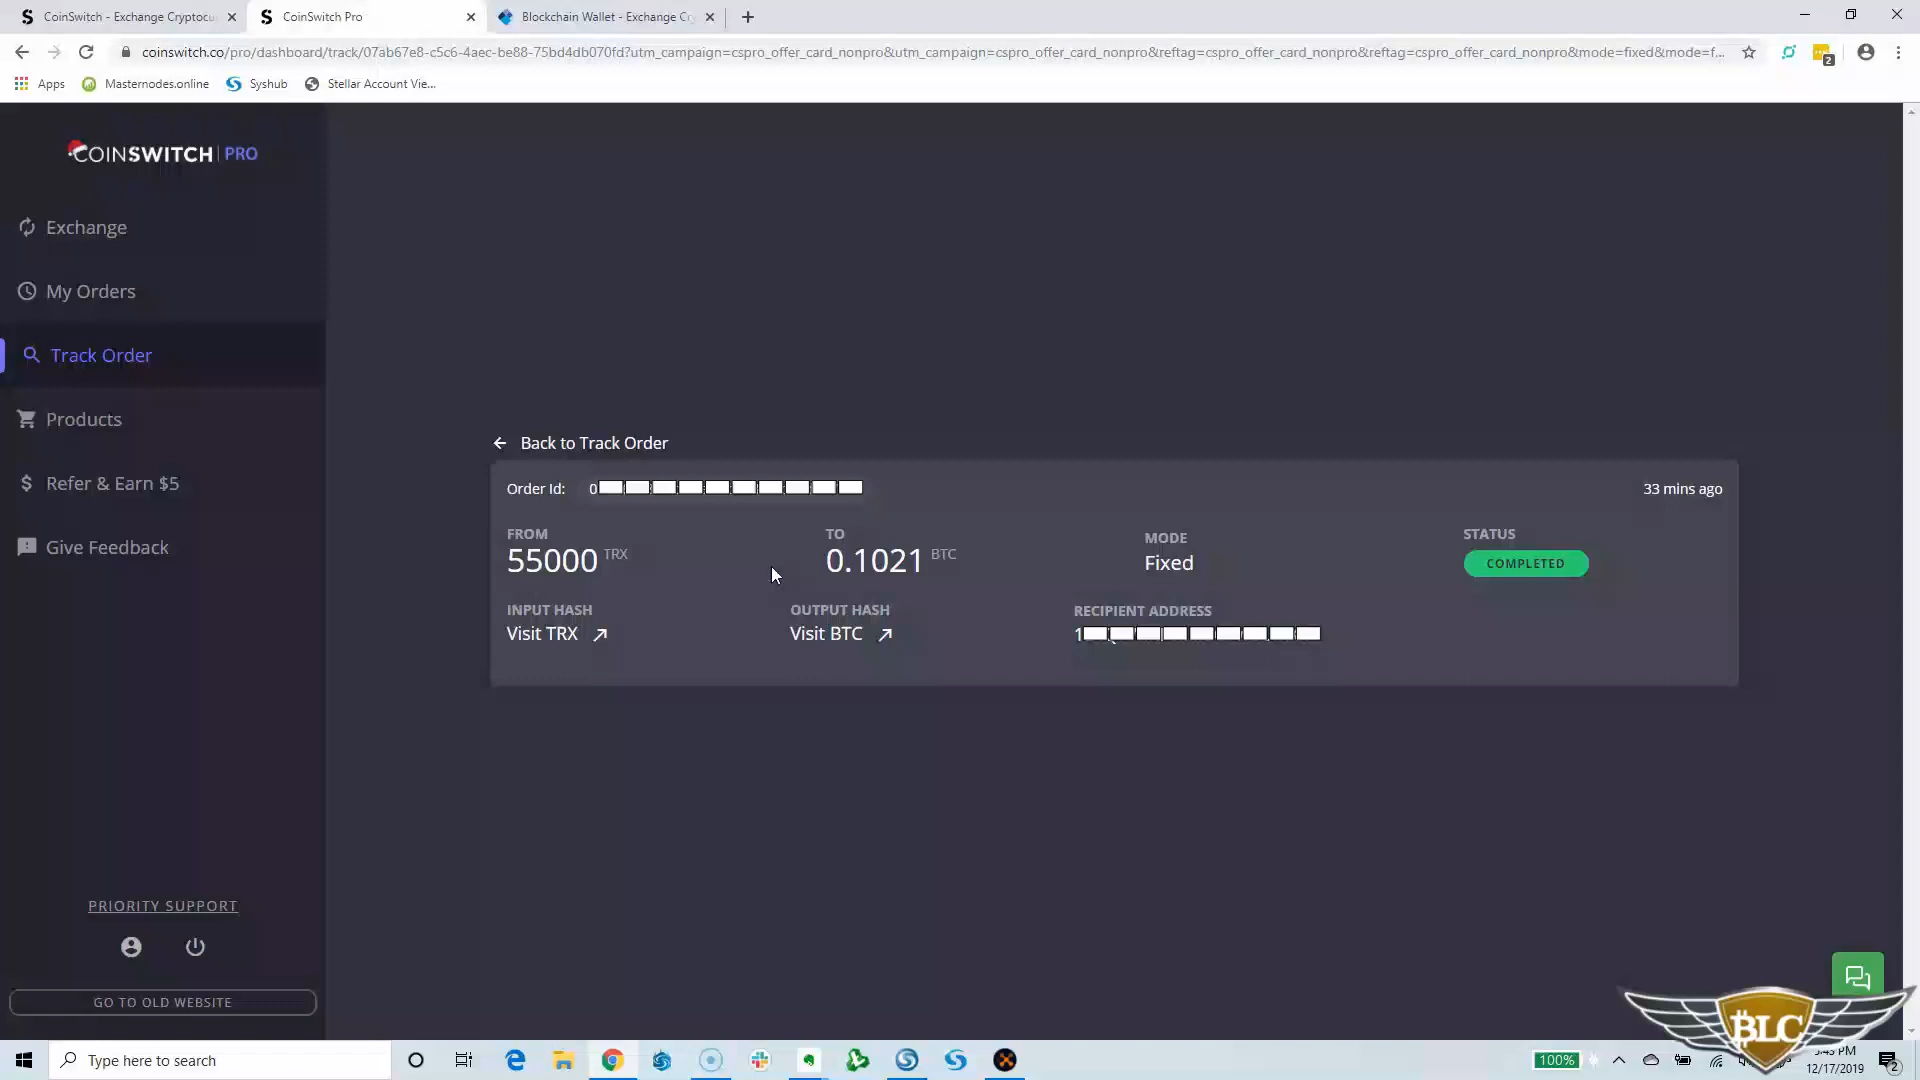 CoinSwitch - Exchange Cryptocu
CoinSwitch Pro
Blockchain Wallet - Exchange Cr
coinswitch.co/pro/dashboard/track/07ab67e8-c5c6-4aec-be88-75bd4db070fd?utm_campaign=cspro_offer_card_nonpro&utm_campaign=cspro_offer_card_nonpro&reftag=cspro_offer_card_nonpro&reftag=cspro_offer_card_nonpro&mode=fixed&mode=f...
2
Apps
Masternodes.online
Syshub
Stellar Account Vie...
COINSWITCH | PRO
Exchange
My Orders
Track Order
Products
Refer & Earn $5
Give Feedback
Back to Track Order
Order Id: 0
33 mins ago
FROM
55000 TRX
TO
0.1021 BTC
MODE
Fixed
STATUS
COMPLETED
INPUT HASH
Visit TRX
OUTPUT HASH
Visit BTC
RECIPIENT ADDRESS
1
PRIORITY SUPPORT
GO TO OLD WEBSITE
BLC
Type here to search
100%
PM
12/17/2019
2